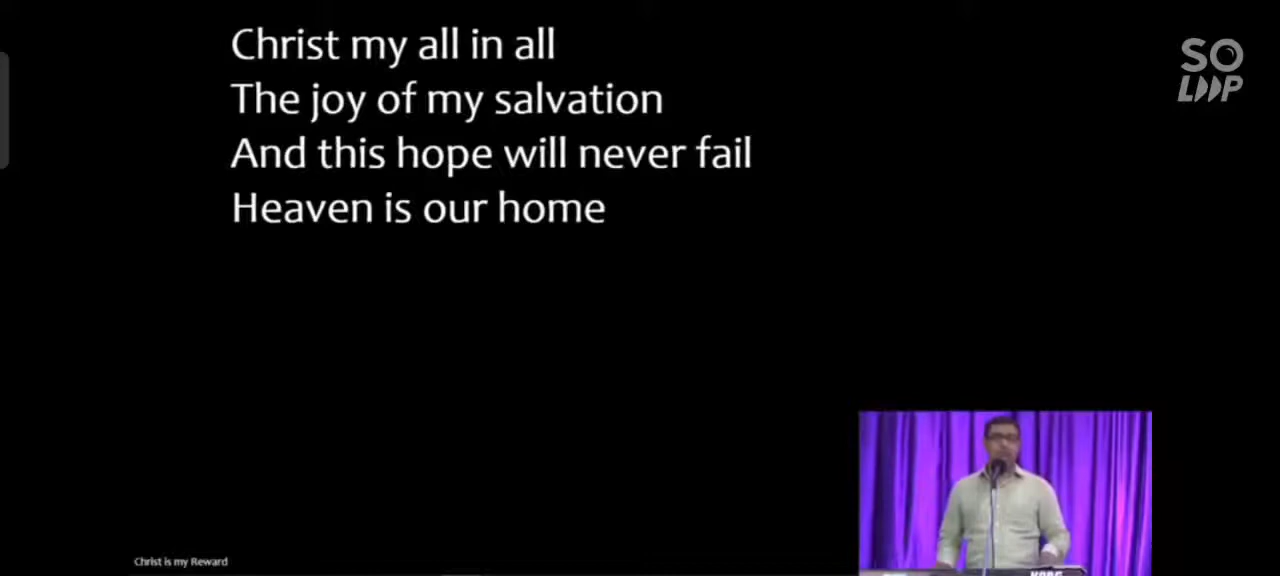 Christ my all in all
The joy of my salvation
And this hope will never fail
Heaven is our home
SO
LOOP
Christ is my Reward
KORG